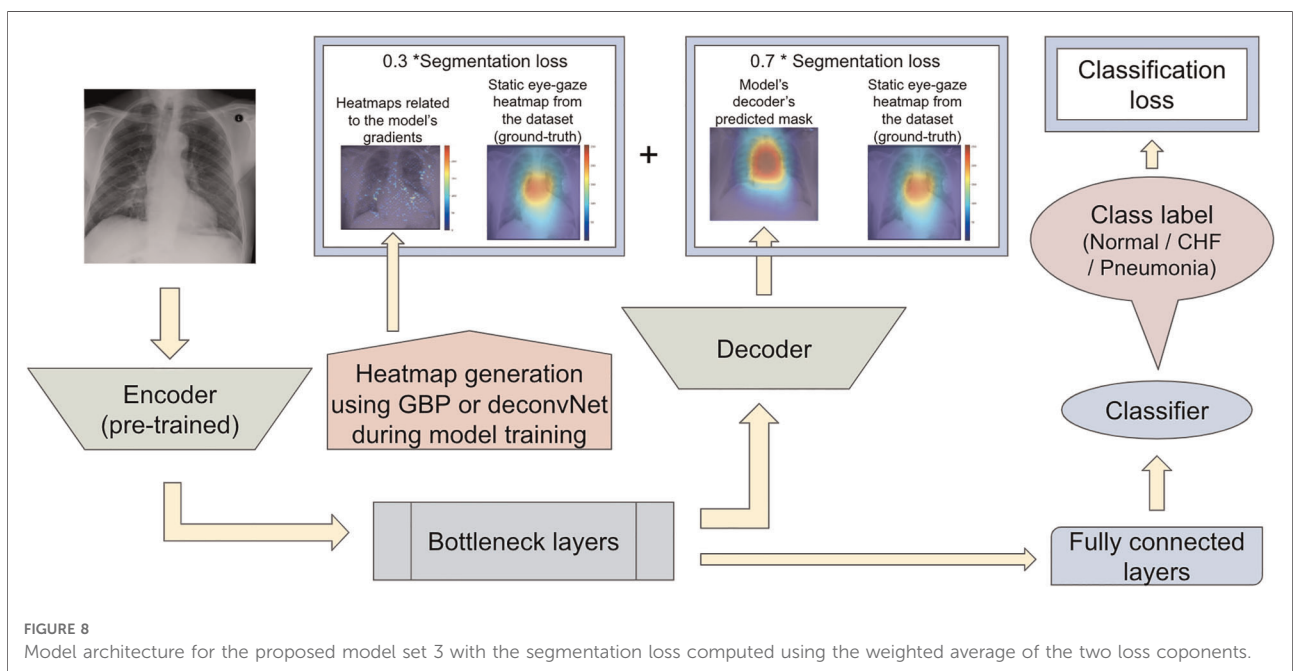 0.3 *Segmentation loss
Heatmaps related
to the model's
gradients
Static eye-gaze
heatmap from
the dataset
(ground-truth)
+
0.7 * Segmentation loss
Model's
decoder's
predicted mask
Static eye-gaze
heatmap from
the dataset
(ground-truth)
Classification
loss
Class label
(Normal / CHF
/ Pneumonia)
Encoder
(pre-trained)
Heatmap generation
using GBP or deconvNet
during model training
Decoder
Classifier
Bottleneck layers
Fully connected
layers
FIGURE 8
Model architecture for the proposed model set 3 with the segmentation loss computed using the weighted average of the two loss coponents.